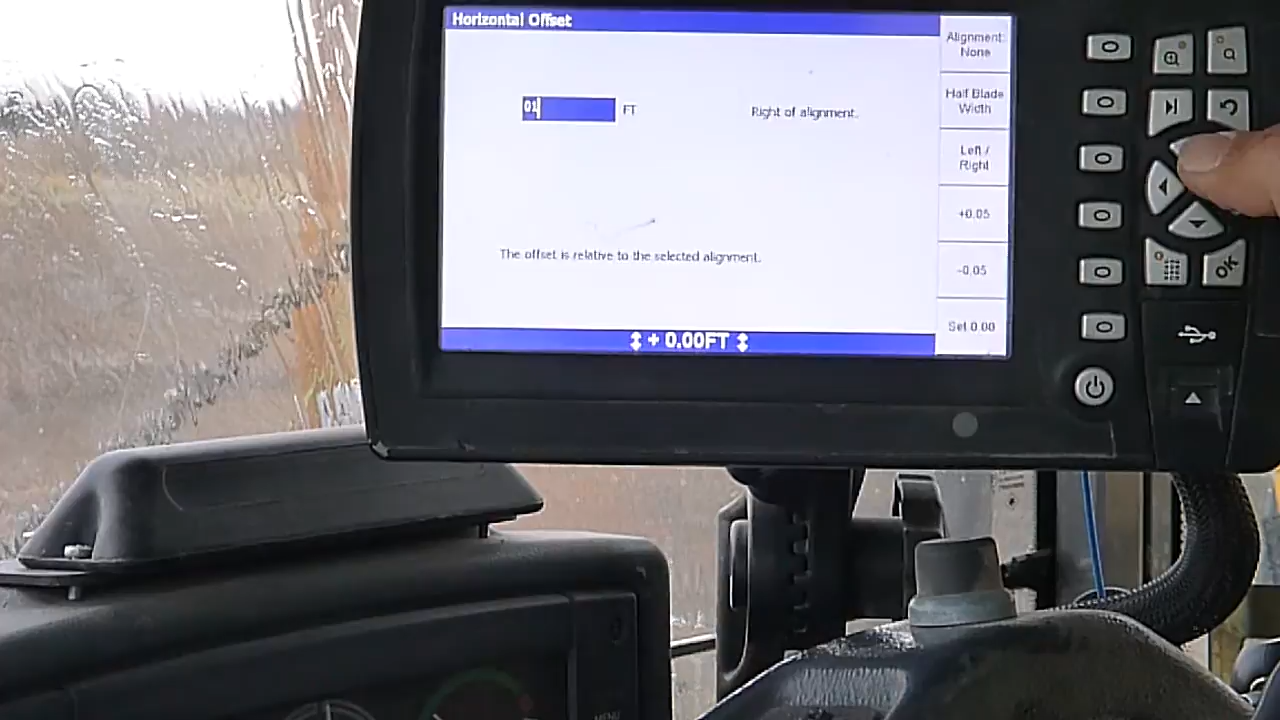 Horizontal Offset
01 FT
Right of alignment.
The offset is relative to the selected alignment.
+ 0.00FT
Alignment:
None
Half Blade
Width
Left /
Right
+0.05
-0.05
Set 0.00
OK
MENU